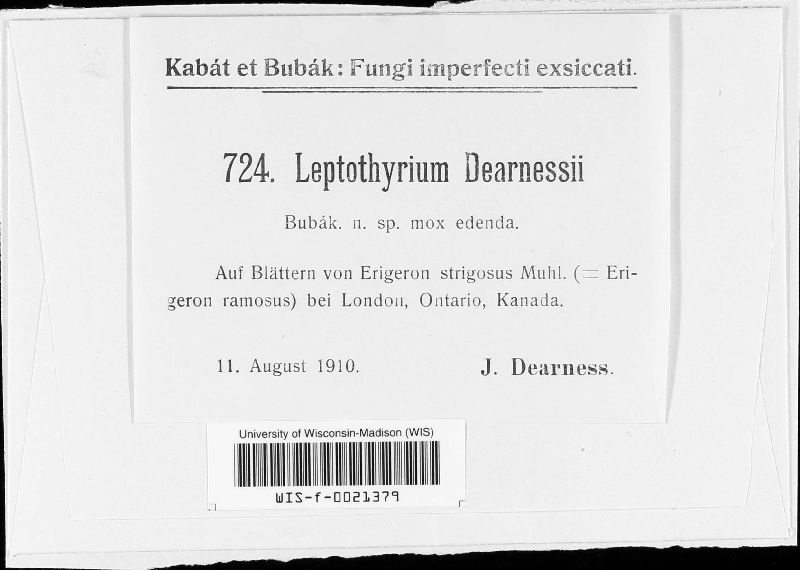 Kabát et Bubák: Fungi imperfecti exsiccati.
724. Leptothyrium Dearnessii
Bubák. n. sp. mox edenda.
Auf Blättern von Erigeron strigosus Muhl. (= Eri-
geron ramosus) bei London, Ontario, Kanada.
11. August 1910. J. Dearness.
University of Wisconsin-Madison (WIS)
WIS-f-0021379